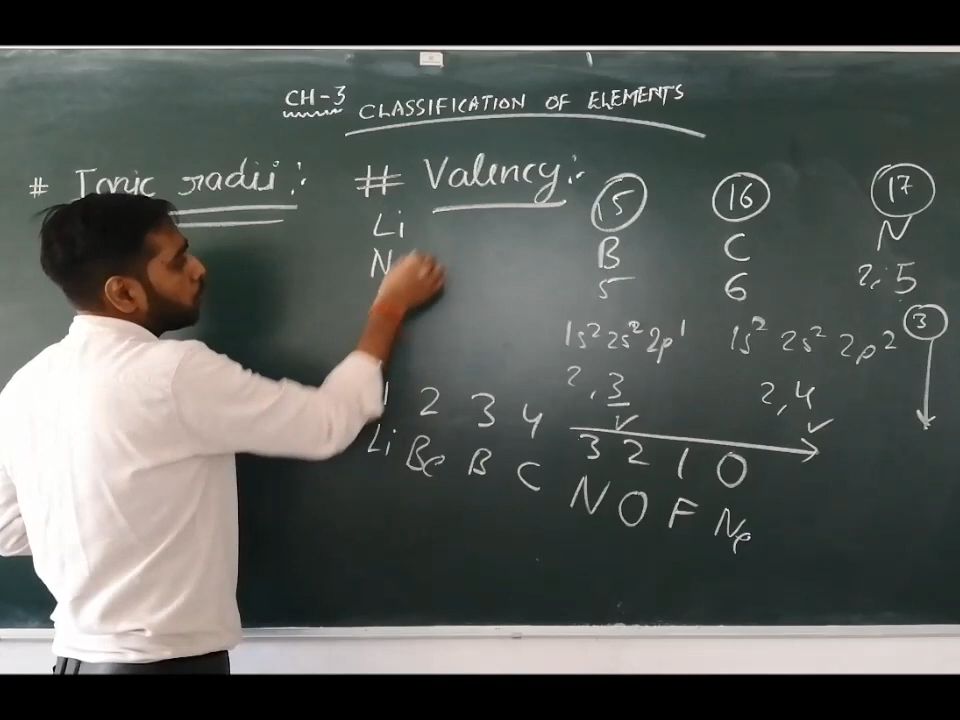 CH-3 CLASSIFICATION OF ELEMENTS
# Ionic radii:
# Valency:-
15 16 17
Li B C N
N
5 6 2,5
1s² 2s² 2p¹ 1s² 2s² 2p² 3
2,3 2,4
1 2 3 4
Li Be B C
3 2 1 0
N O F Ne